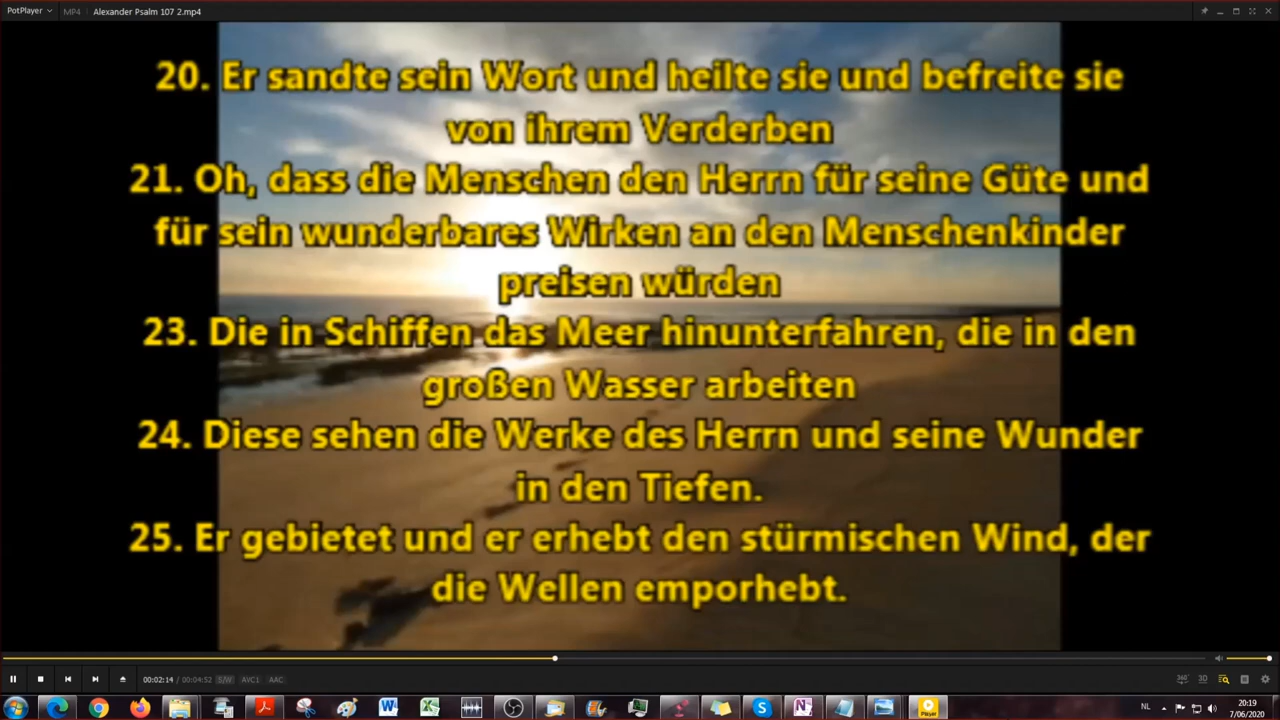 PotPlayer
MP4
Alexander Psalm 107 2.mp4
20. Er sandte sein Wort und heilte sie und befreite sie
von ihrem Verderben
21. Oh, dass die Menschen den Herrn für seine Güte und
für sein wunderbares Wirken an den Menschenkinder
preisen würden
23. Die in Schiffen das Meer hinunterfahren, die in den
großen Wasser arbeiten
24. Diese sehen die Werke des Herrn und seine Wunder
in den Tiefen.
25. Er gebietet und er erhebt den stürmischen Wind, der
die Wellen emporhebt.
00:02:14 / 00:04:52 S/W AVC1 AAC
360° 3D
NL
20:19
7/06/2020
Player